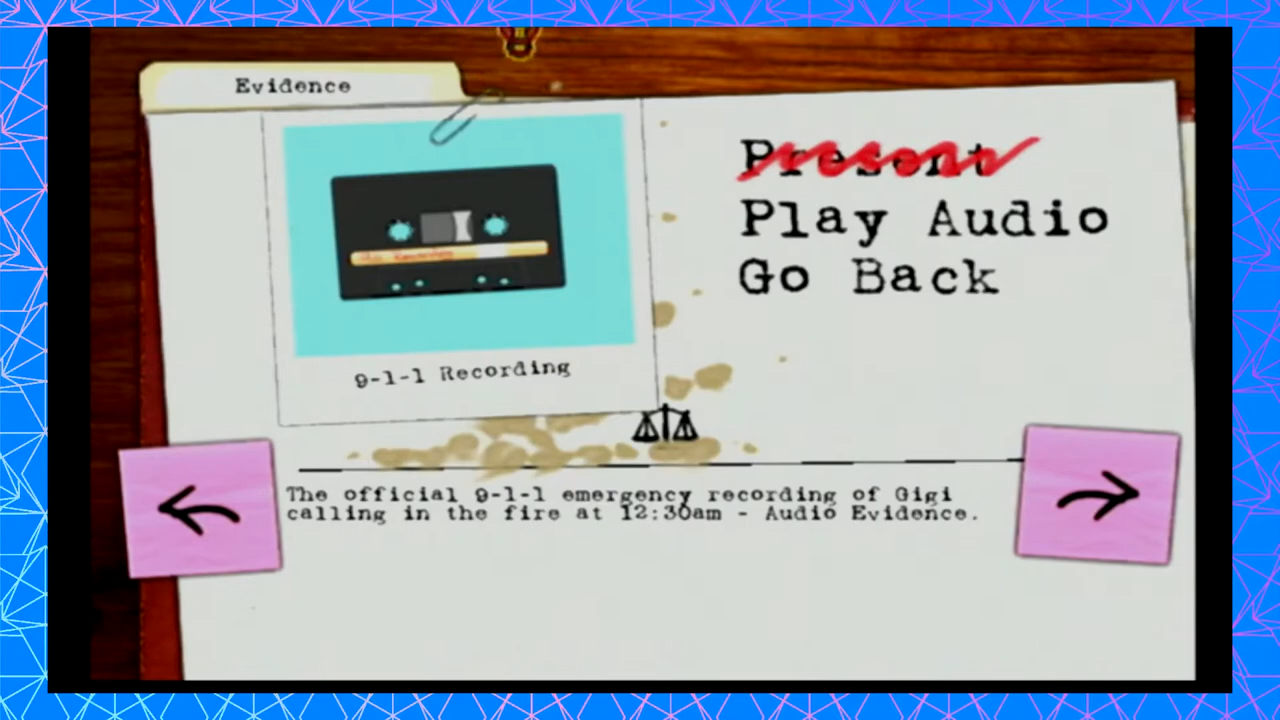 Evidence
Present
Play Audio
Go Back
9-1-1 Recording
The official 9-1-1 emergency recording of Gigi
calling in the fire at 12:30am - Audio Evidence.